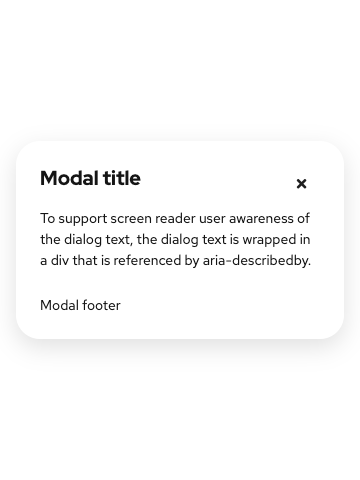 Modal title
To support screen reader user awareness of
the dialog text, the dialog text is wrapped in
a div that is referenced by aria-describedby.
Modal footer